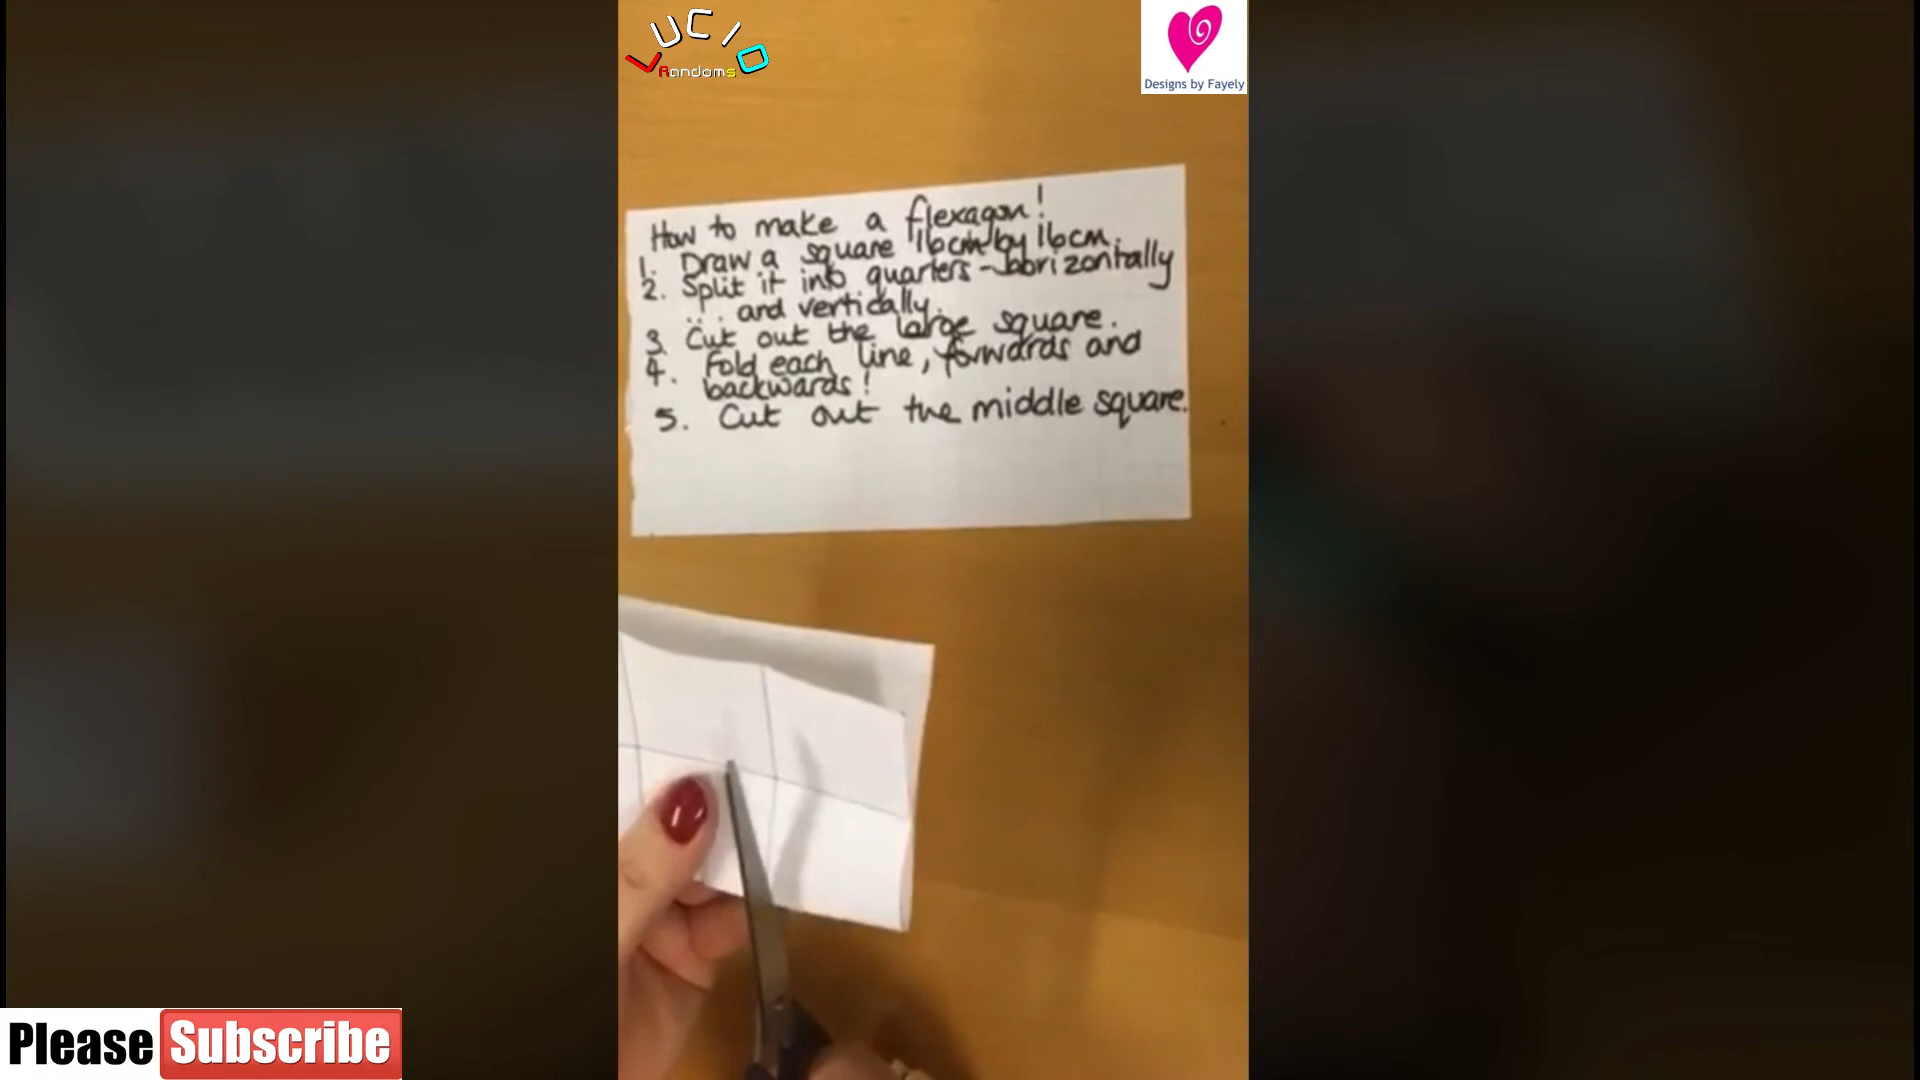 LUCIO
Randoms
Designs by Fayely
How to make a flexagon!
1. Draw a square 16cm by 16cm.
2. Split it into quarters - horizontally
and vertically.
3. Cut out the large square.
4. Fold each line, forwards and
backwards!
5. Cut out the middle square.
Please Subscribe